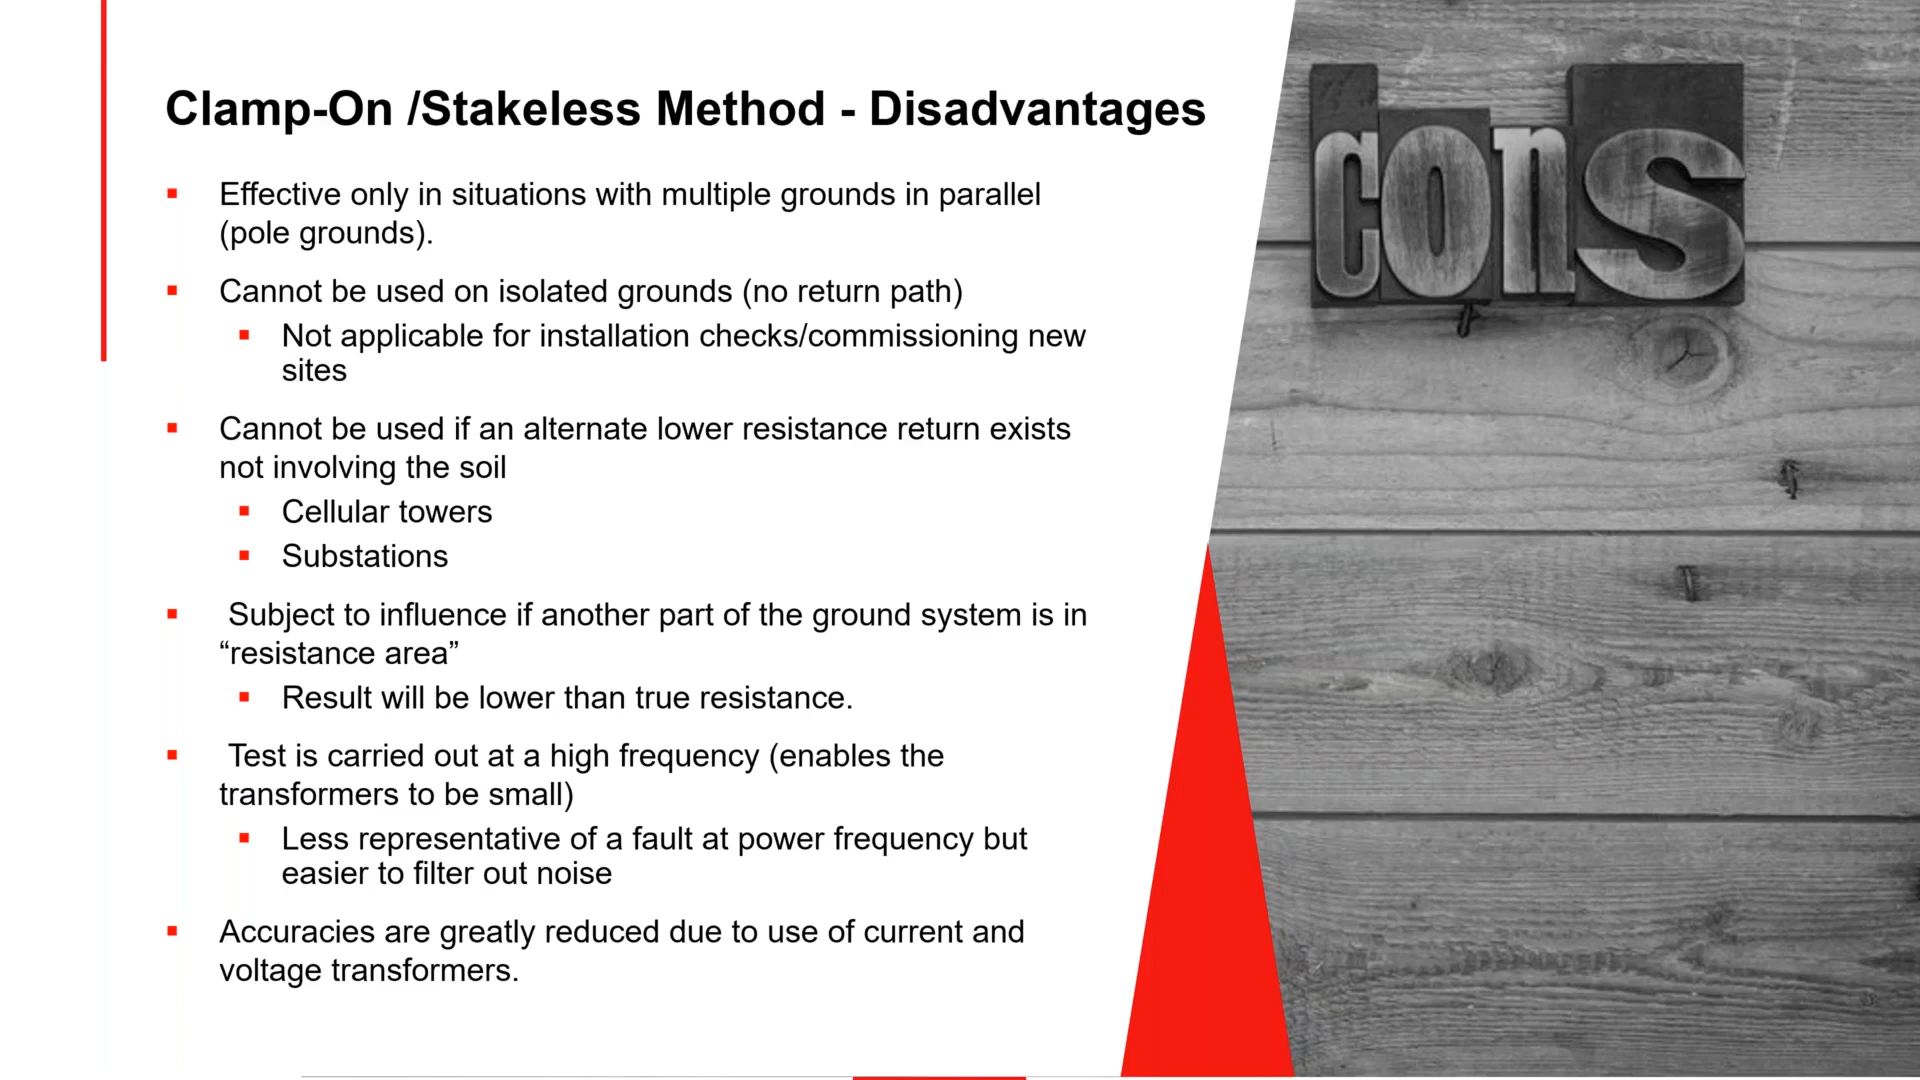 Clamp-On /Stakeless Method - Disadvantages
Effective only in situations with multiple grounds in parallel
(pole grounds).
Cannot be used on isolated grounds (no return path)
Not applicable for installation checks/commissioning new
sites
Cannot be used if an alternate lower resistance return exists
not involving the soil
Cellular towers
Substations
Subject to influence if another part of the ground system is in
“resistance area”
Result will be lower than true resistance.
Test is carried out at a high frequency (enables the
transformers to be small)
Less representative of a fault at power frequency but
easier to filter out noise
Accuracies are greatly reduced due to use of current and
voltage transformers.
cons